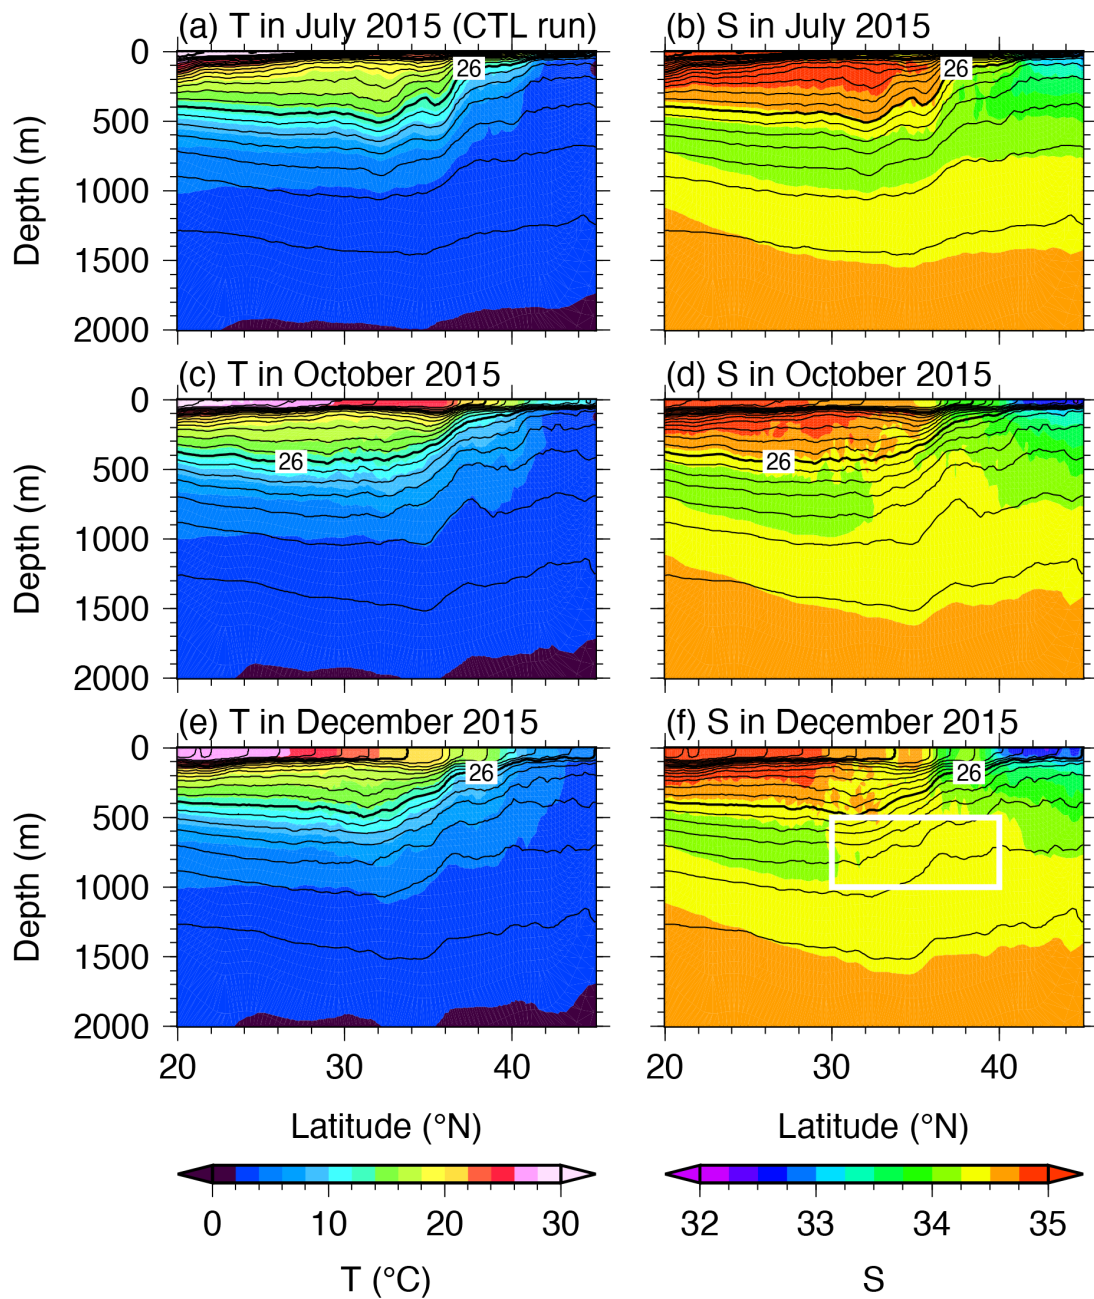 (a) T in July 2015 (CTL run)
(b) S in July 2015
0
500
1000
1500
2000
Depth (m)
26
26
(c) T in October 2015
(d) S in October 2015
0
500
1000
1500
2000
Depth (m)
26
26
(e) T in December 2015
(f) S in December 2015
0
500
1000
1500
2000
Depth (m)
26
26
20 30 40
20 30 40
Latitude (°N)
Latitude (°N)
0 10 20 30
32 33 34 35
T (°C)
S